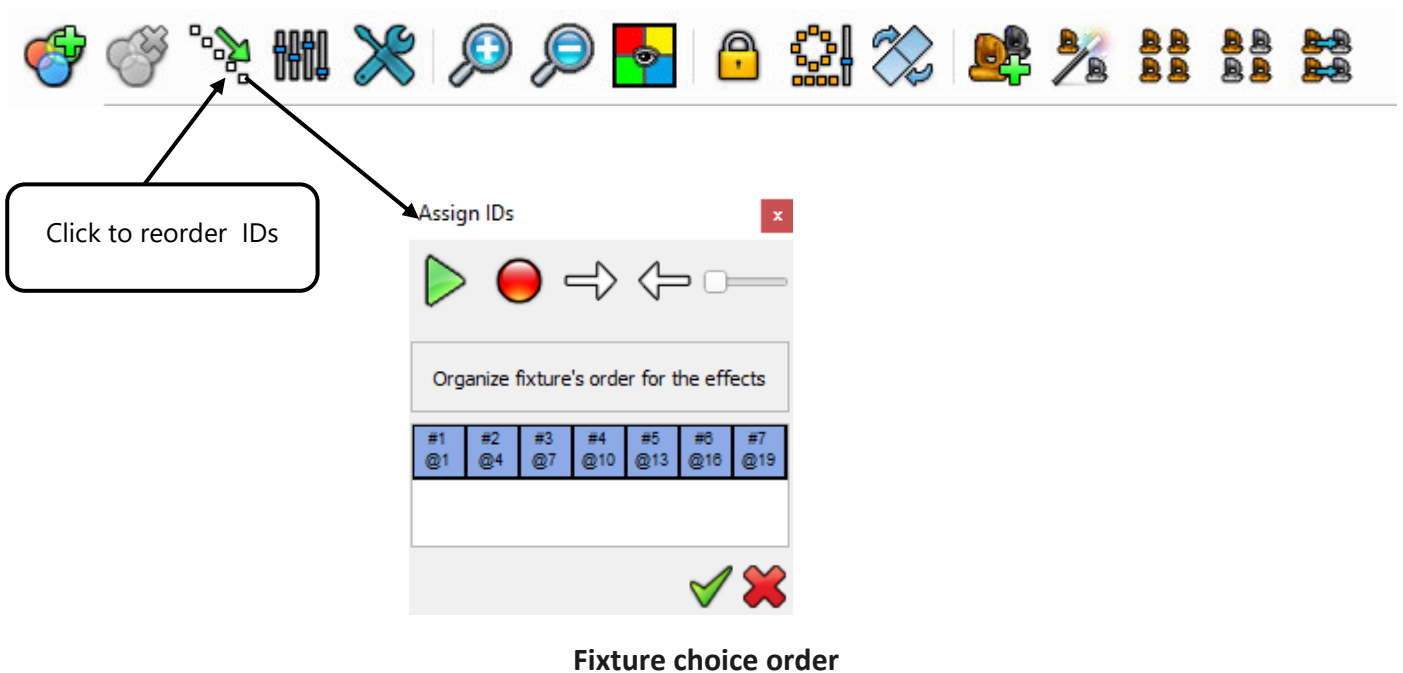 Click to reorder IDs
Assign IDs
x
Organize fixture's order for the effects
#1 #2 #3 #4 #5 #6 #7
@1 @4 @7 @10 @13 @16 @19
Fixture choice order